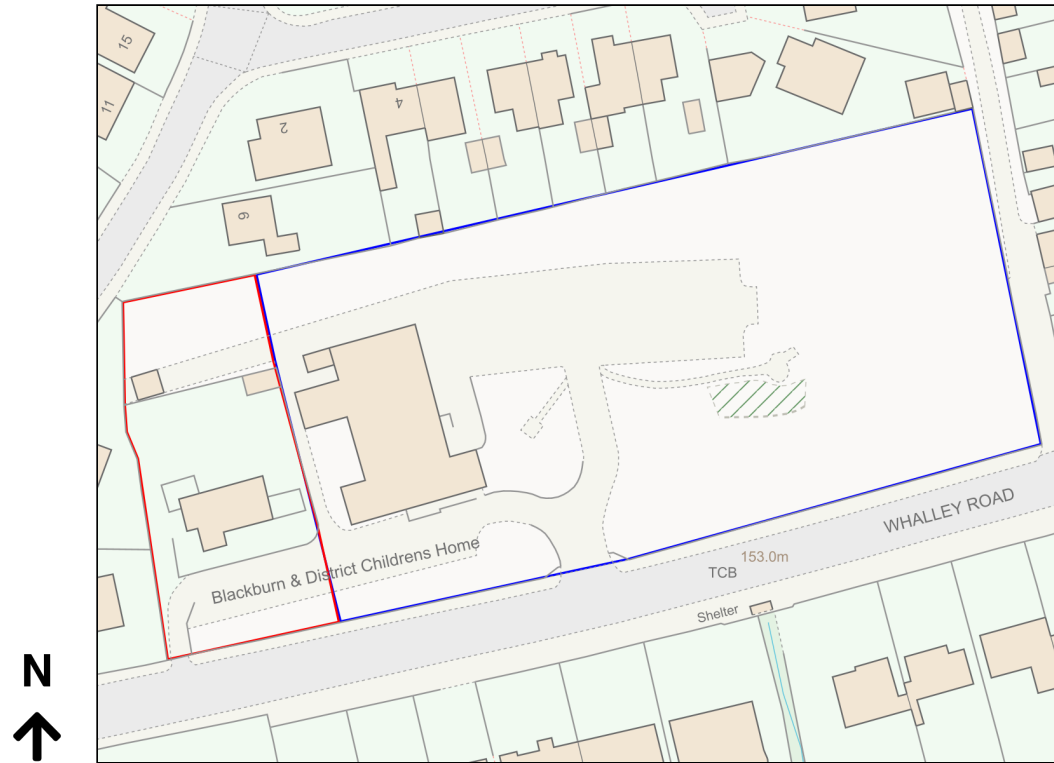 15
11
2
4
6
Blackburn & District Childrens Home
WHALLEY ROAD
153.0m
TCB
Shelter
N